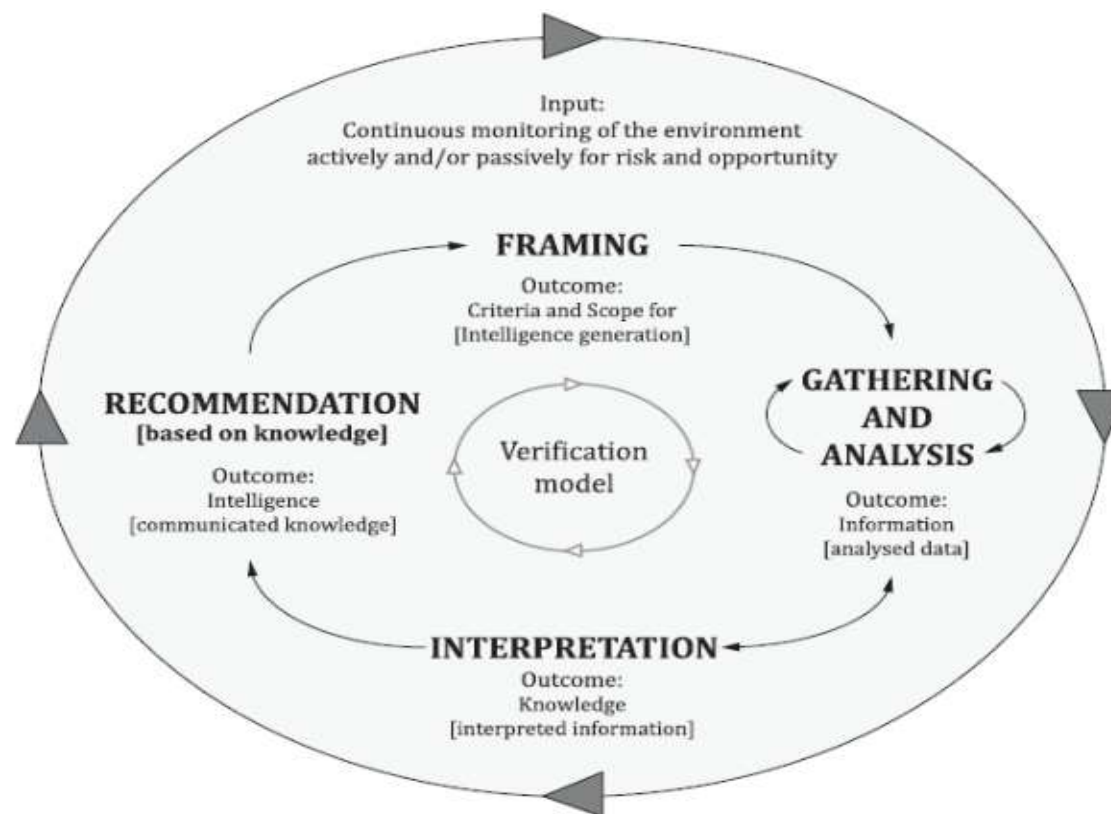 Input:
Continuous monitoring of the environment
actively and/or passively for risk and opportunity
FRAMING
Outcome:
Criteria and Scope for
[Intelligence generation]
GATHERING
AND
ANALYSIS
Outcome:
Information
[analysed data]
RECOMMENDATION
[based on knowledge]
Outcome:
Intelligence
[communicated knowledge]
Verification
model
INTERPRETATION
Outcome:
Knowledge
[interpreted information]